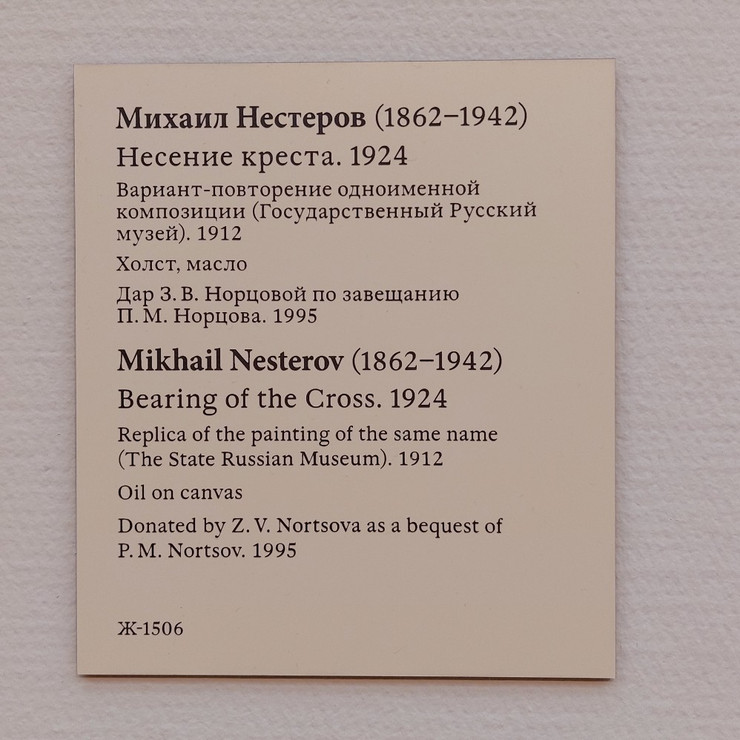 Михаил Нестеров (1862–1942)
Несение креста. 1924
Вариант-повторение одноименной
композиции (Государственный Русский
музей). 1912
Холст, масло
Дар З. В. Норцовой по завещанию
П. М. Норцова. 1995
Mikhail Nesterov (1862–1942)
Bearing of the Cross. 1924
Replica of the painting of the same name
(The State Russian Museum). 1912
Oil on canvas
Donated by Z. V. Nortsova as a bequest of
P. M. Nortsov. 1995
Ж-1506